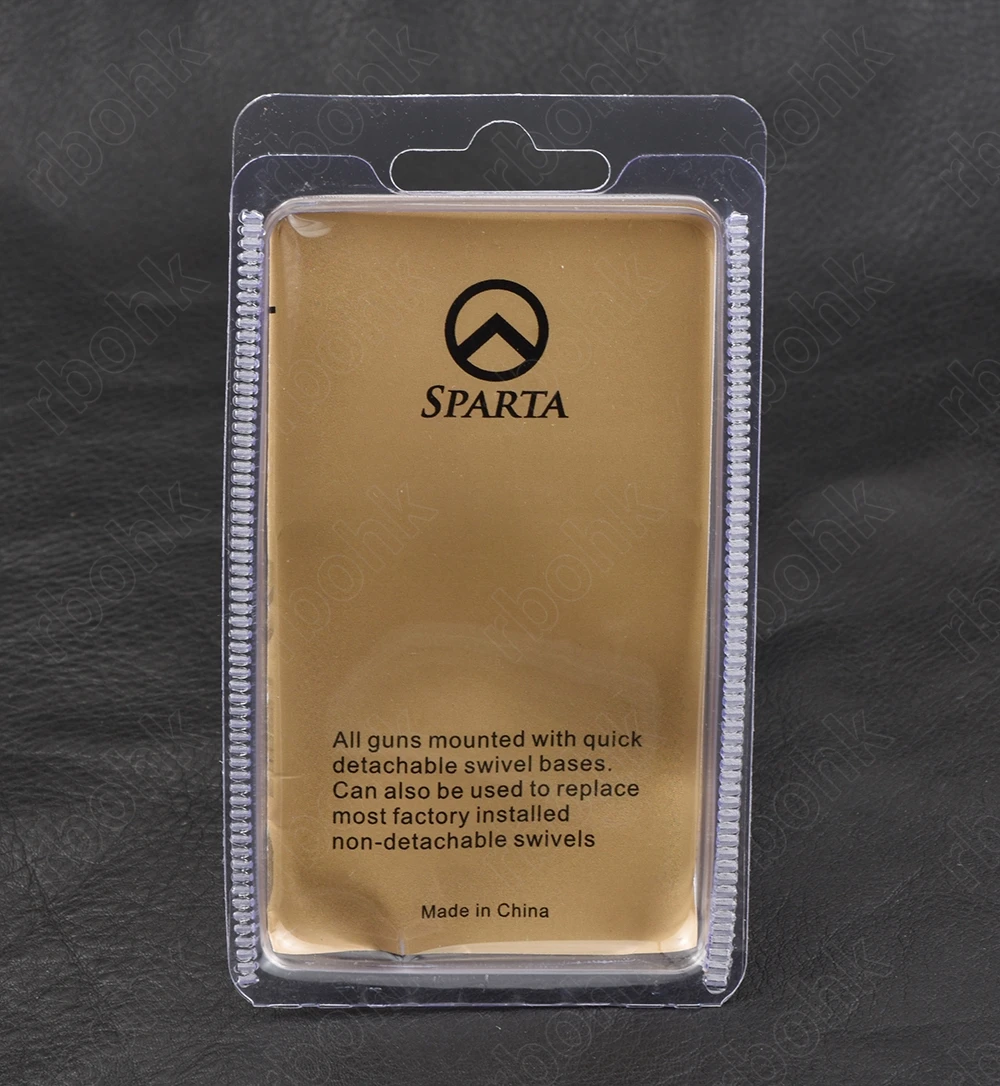 SPARTA
All guns mounted with quick
detachable swivel bases.
Can also be used to replace
most factory installed
non-detachable swivels
Made in China
rbohk